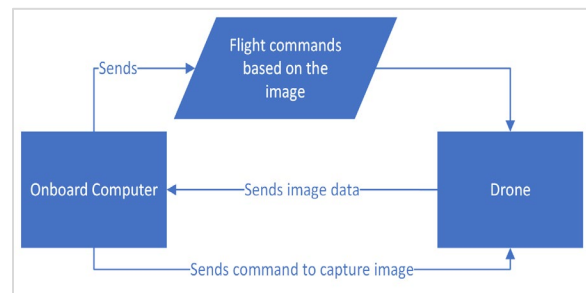 Flight commands
based on the
image
Sends
Onboard Computer
Sends image data
Drone
Sends command to capture image